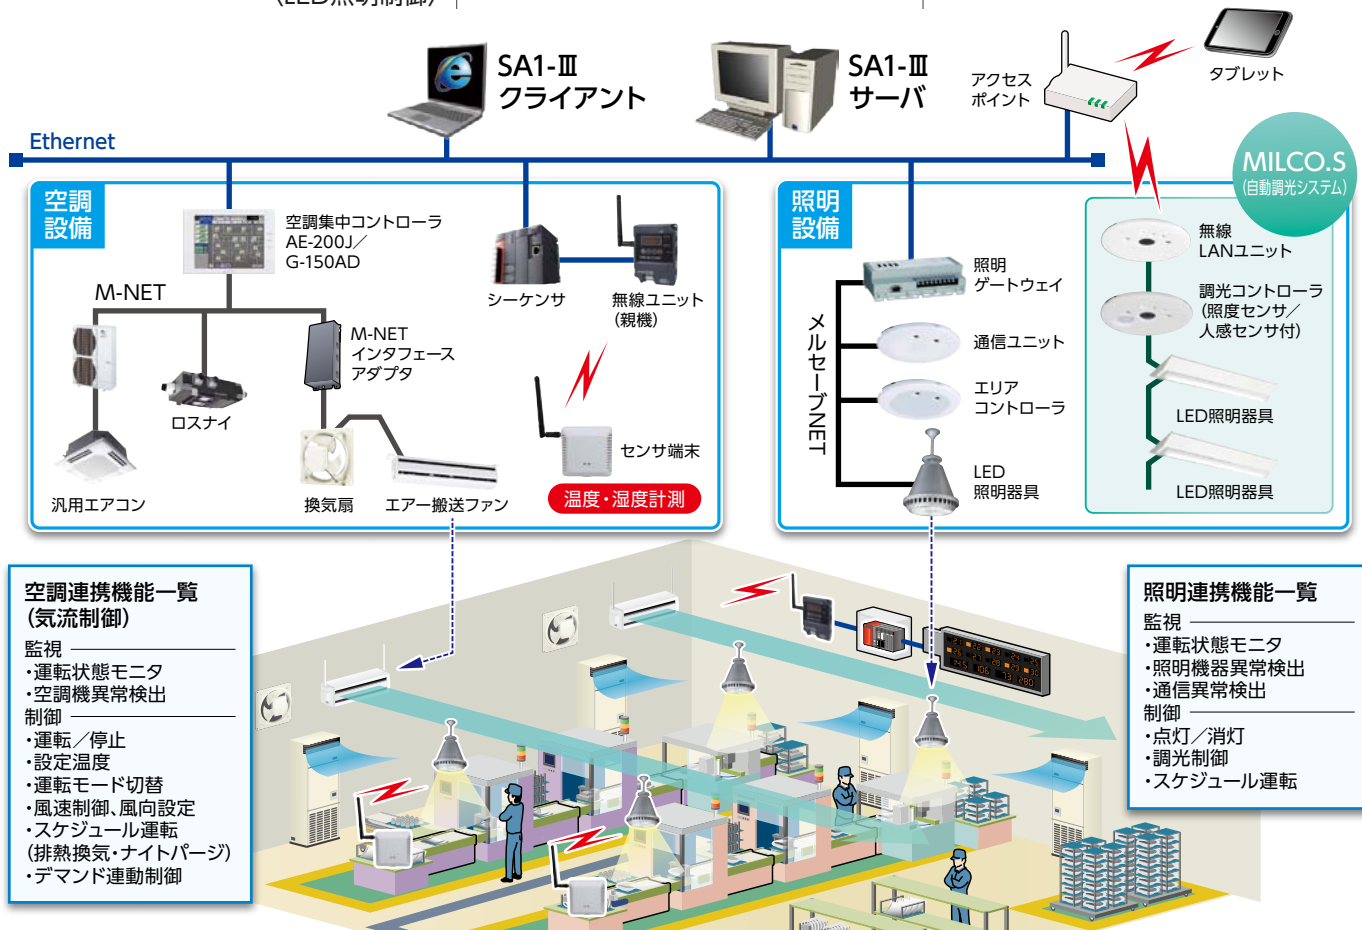 (LED照明制御)
SA1-Ⅲ
クライアント
SA1-Ⅲ
サーバ
アクセス
ポイント
タブレット
Ethernet
MILCO.S
(自動調光システム)
空調
設備
空調集中コントローラ
AE-200J/
G-150AD
M-NET
M-NET
インタフェース
アダプタ
ロスナイ
汎用エアコン
換気扇
エアー搬送ファン
シーケンサ
無線ユニット
(親機)
センサ端末
温度・湿度計測
照明
設備
照明
ゲートウェイ
メルセーブNET
通信ユニット
エリア
コントローラ
LED
照明器具
無線
LANユニット
調光コントローラ
(照度センサ/
人感センサ付)
LED照明器具
LED照明器具
空調連携機能一覧
(気流制御)
監視
・運転状態モニタ
・空調機異常検出
制御
・運転/停止
・設定温度
・運転モード切替
・風速制御、風向設定
・スケジュール運転
(排熱換気・ナイトパージ)
・デマンド連動制御
照明連携機能一覧
監視
・運転状態モニタ
・照明機器異常検出
・通信異常検出
制御
・点灯/消灯
・調光制御
・スケジュール運転